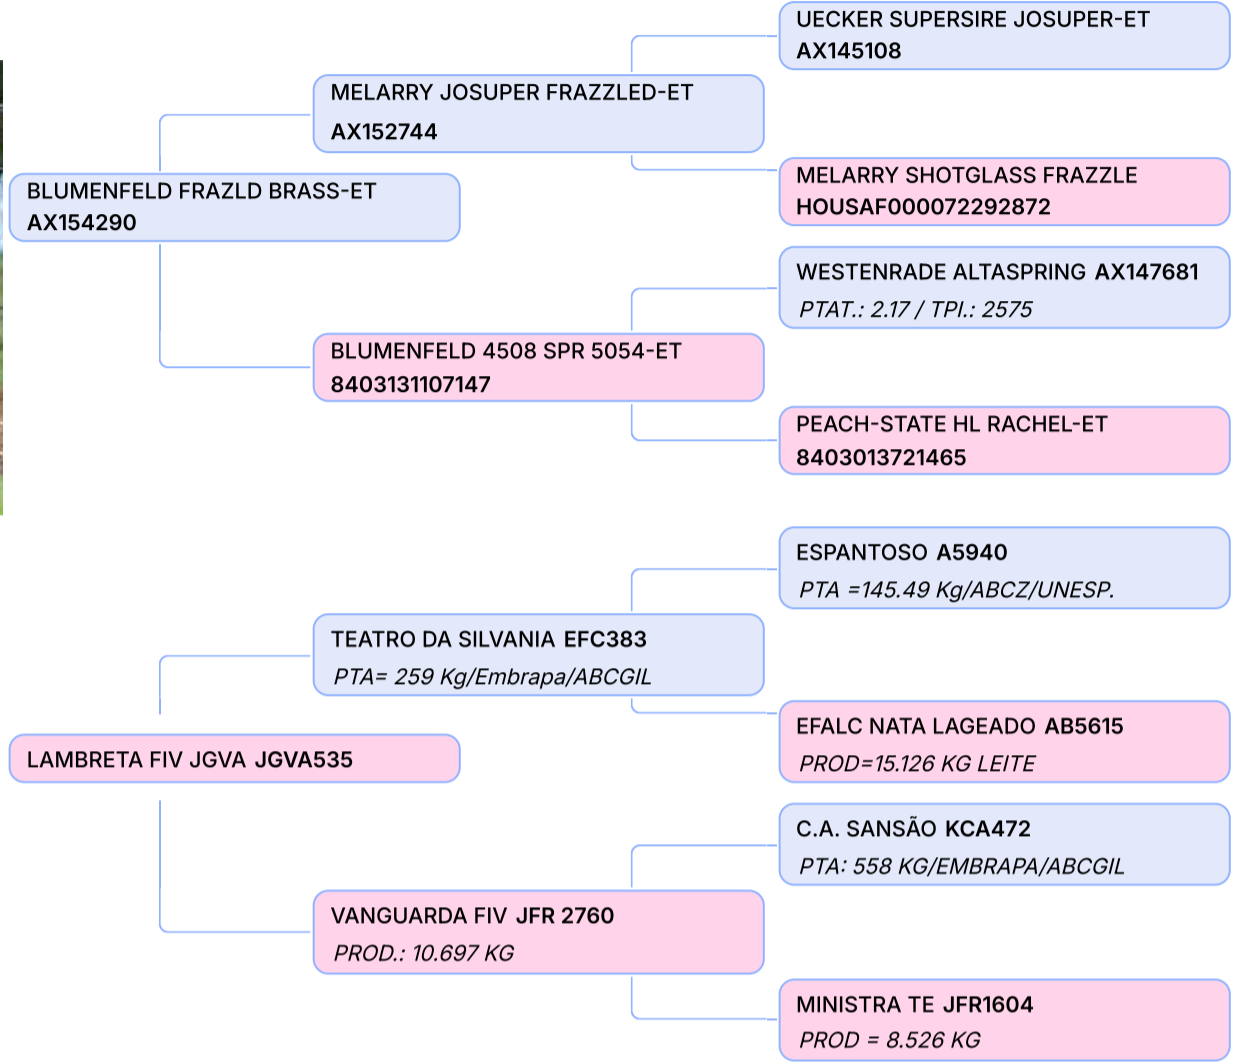 UECKER SUPERSIRE JOSUPER-ET
AX145108
MELARRY JOSUPER FRAZZLED-ET
AX152744
MELARRY SHOTGLASS FRAZZLE
HOUSAF000072292872
BLUMENFELD FRAZLD BRASS-ET
AX154290
WESTENRADE ALTASPRING AX147681
PTAT.: 2.17 / TPI.: 2575
BLUMENFELD 4508 SPR 5054-ET
8403131107147
PEACH-STATE HL RACHEL-ET
8403013721465
ESPANTOSO A5940
PTA =145.49 Kg/ABCZ/UNESP.
TEATRO DA SILVANIA EFC383
PTA= 259 Kg/Embrapa/ABCGIL
EFALC NATA LAGEADO AB5615
PROD=15.126 KG LEITE
LAMBRETA FIV JGVA JGVA535
C.A. SANSÃO KCA472
PTA: 558 KG/EMBRAPA/ABCGIL
VANGUARDA FIV JFR 2760
PROD.: 10.697 KG
MINISTRA TE JFR1604
PROD = 8.526 KG